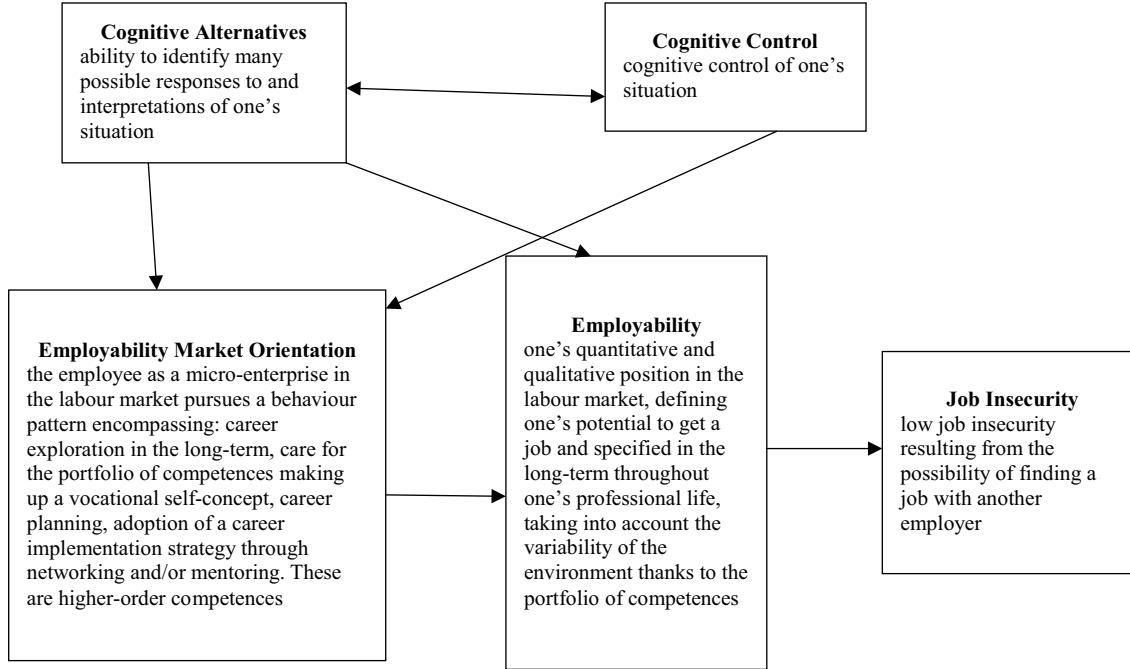 Cognitive Alternatives
ability to identify many
possible responses to and
interpretations of one’s
situation
Cognitive Control
cognitive control of one’s
situation
Employability Market Orientation
the employee as a micro-enterprise in
the labour market pursues a behaviour
pattern encompassing: career
exploration in the long-term, care for
the portfolio of competences making
up a vocational self-concept, career
planning, adoption of a career
implementation strategy through
networking and/or mentoring. These
are higher-order competences
Employability
one’s quantitative and
qualitative position in the
labour market, defining
one’s potential to get a
job and specified in the
long-term throughout
one’s professional life,
taking into account the
variability of the
environment thanks to the
portfolio of competences
Job Insecurity
low job insecurity
resulting from the
possibility of finding a
job with another
employer